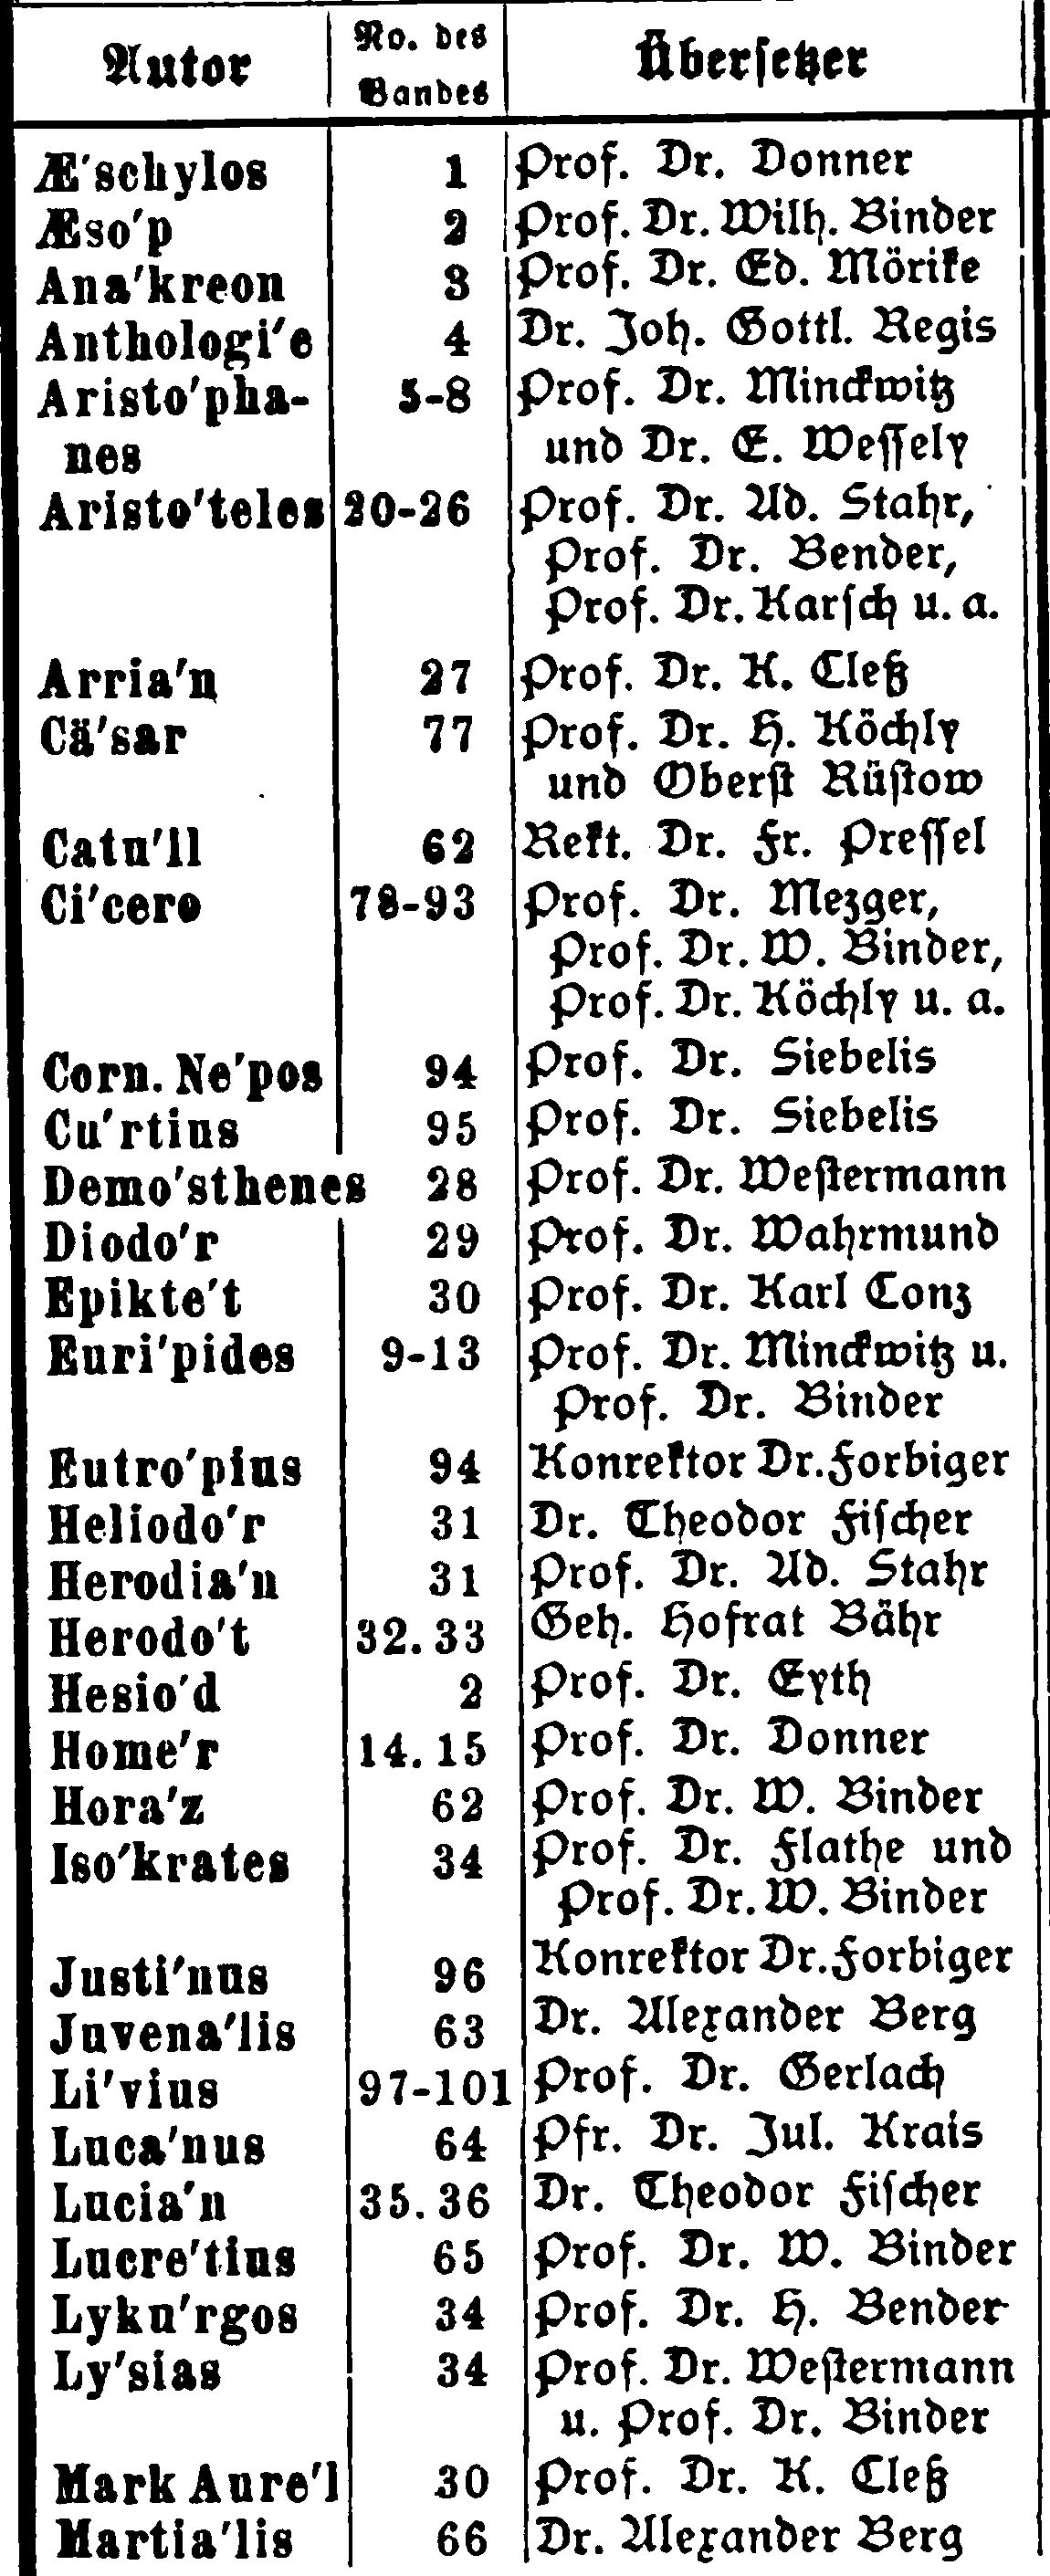 Autor No. des Bandes Übersetzer
Æ'schylos 1 Prof. Dr. Donner
Æso'p 2 Prof. Dr. Wilh. Binder
Ana'kreon 3 Prof. Dr. Ed. Mörike
Anthologi'e 4 Dr. Joh. Gottl. Regis
Aristo'pha- 5-8 Prof. Dr. Minckwitz
nes und Dr. E. Wessely
Aristo'teles 20-26 Prof. Dr. Ad. Stahr,
Prof. Dr. Bender,
Prof. Dr. Karsch u. a.
Arria'n 27 Prof. Dr. K. Cleß
Cä'sar 77 Prof. Dr. H. Köchly
und Oberst Rüstow
Catu'll 62 Rekt. Dr. Fr. Pressel
Ci'cero 78-93 Prof. Dr. Mezger,
Prof. Dr. W. Binder,
Prof. Dr. Köchly u. a.
Corn. Ne'pos 94 Prof. Dr. Siebelis
Cu'rtius 95 Prof. Dr. Siebelis
Demo'sthenes 28 Prof. Dr. Westermann
Diodo'r 29 Prof. Dr. Wahrmund
Epikte't 30 Prof. Dr. Karl Conz
Euri'pides 9-13 Prof. Dr. Minckwitz u.
Prof. Dr. Binder
Eutro'pius 94 Konrektor Dr. Forbiger
Heliodo'r 31 Dr. Theodor Fischer
Herodia'n 31 Prof. Dr. Ad. Stahr
Herodo't 32. 33 Geh. Hofrat Bähr
Hesio'd 2 Prof. Dr. Eyth
Home'r 14. 15 Prof. Dr. Donner
Hora'z 62 Prof. Dr. W. Binder
Iso'krates 34 Prof. Dr. Flathe und
Prof. Dr. W. Binder
Justi'nus 96 Konrektor Dr. Forbiger
Juvena'lis 63 Dr. Alexander Berg
Li'vius 97-101 Prof. Dr. Gerlach
Luca'nus 64 Pfr. Dr. Jul. Krais
Lucia'n 35. 36 Dr. Theodor Fischer
Lucre'tius 65 Prof. Dr. W. Binder
Lyku'rgos 34 Prof. Dr. H. Bender
Ly'sias 34 Prof. Dr. Westermann
u. Prof. Dr. Binder
Mark Aure'l 30 Prof. Dr. K. Cleß
Martia'lis 66 Dr. Alexander Berg